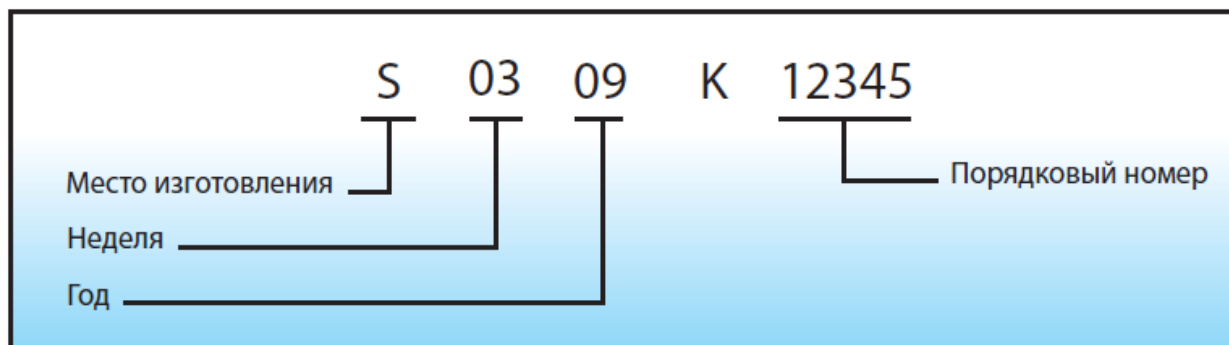 S 03 09 K 12345
Место изготовления
Порядковый номер
Неделя
Год